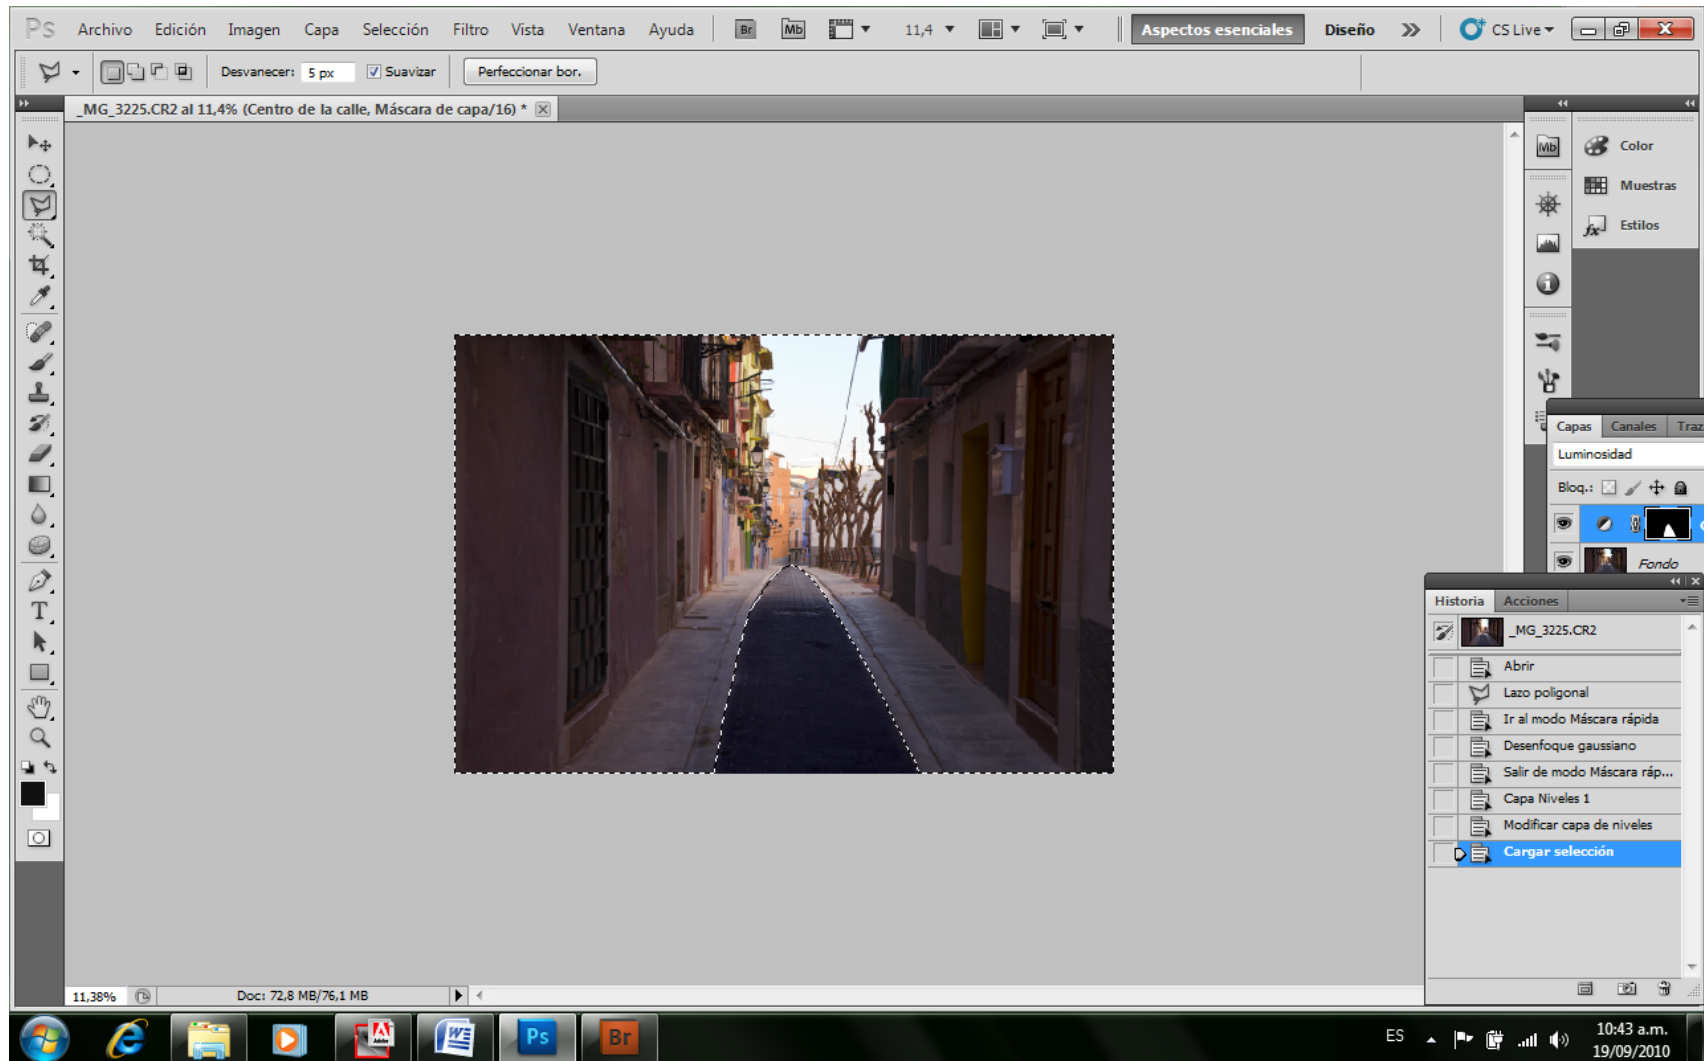 Ps Archivo Edición Imagen Capa Selección Filtro Vista Ventana Ayuda Br Mb 11,4 Aspectos esenciales Diseño CS Live
Desvanecer: 5 px Suavizar Perfeccionar bor.
_MG_3225.CR2 al 11,4% (Centro de la calle, Máscara de capa/16) *
Mb Color
Muestras
fx Estilos
Capas Canales Traz
Luminosidad
Bloq.:
Fondo
Historia Acciones
_MG_3225.CR2
Abrir
Lazo poligonal
Ir al modo Máscara rápida
Desenfoque gaussiano
Salir de modo Máscara ráp...
Capa Niveles 1
Modificar capa de niveles
Cargar selección
11,38% Doc: 72,8 MB/76,1 MB
Adobe W Ps Br ES 10:43 a.m.
19/09/2010